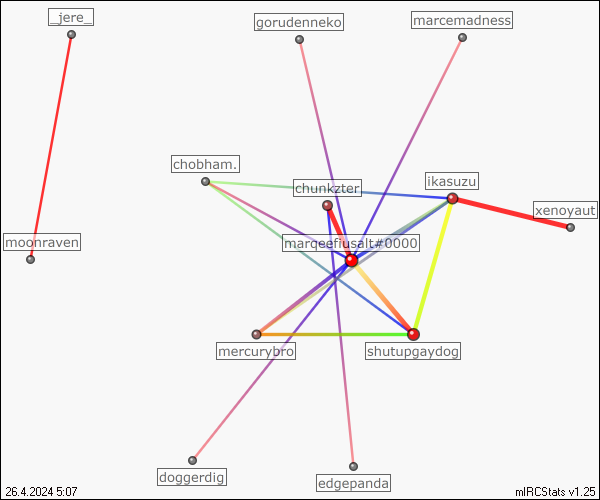 _jere_
gorudenneko
marcemadness
chobham.
chunkzter
ikasuzu
xenoyaut
moonraven
marqeefiusalt#0000
mercurybro
shutupgaydog
doggerdig
edgepanda
26.4.2024 5:07
mIRCStats v1.25